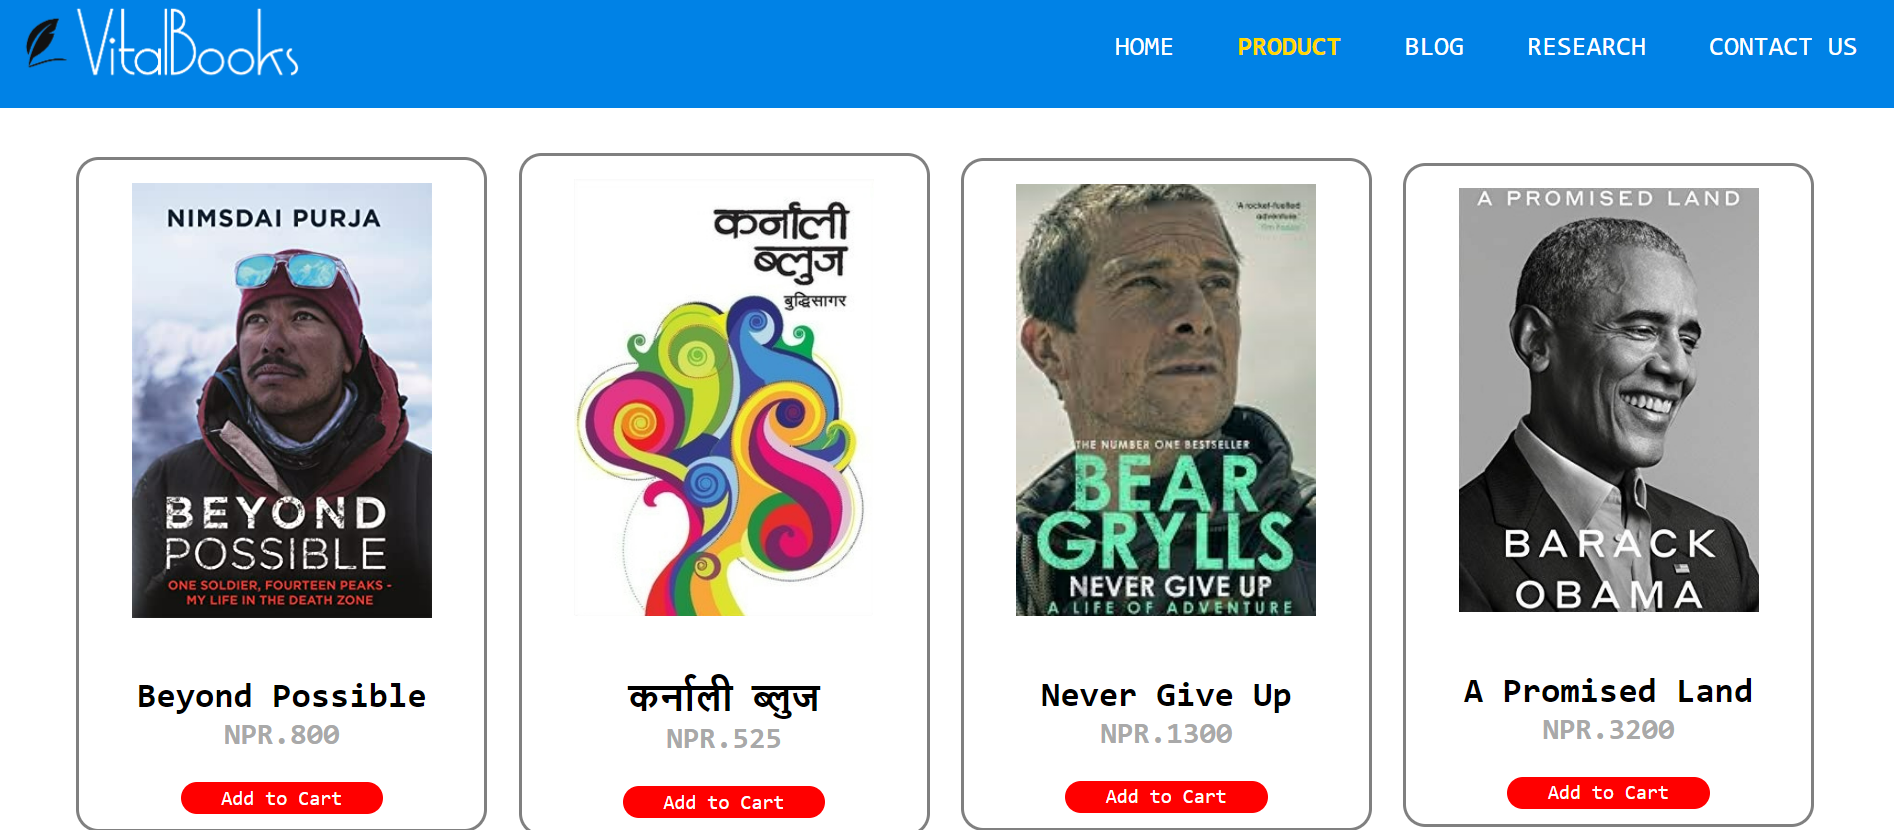 VitalBooks
HOME PRODUCT BLOG RESEARCH CONTACT US
NIMSDAI PURJA
BEYOND
POSSIBLE
ONE SOLDIER, FOURTEEN PEAKS -
MY LIFE IN THE DEATH ZONE
Beyond Possible
NPR.800
Add to Cart
कर्नाली
ब्लुज
बुद्धिसागर
कर्नाली ब्लुज
NPR.525
Add to Cart
'A rocket-fuelled
adventure.'
THE NUMBER ONE BESTSELLER
BEAR
GRYLLS
NEVER GIVE UP
A LIFE OF ADVENTURE
Never Give Up
NPR.1300
Add to Cart
A PROMISED LAND
BARACK
OBAMA
A Promised Land
NPR.3200
Add to Cart